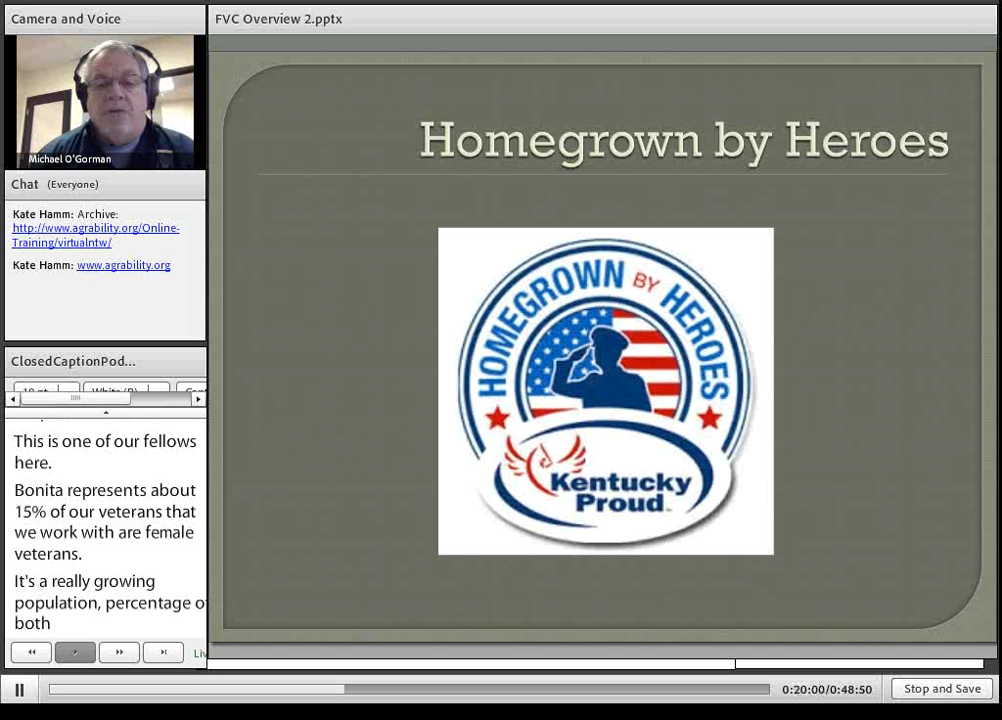 Camera and Voice
FVC Overview 2.pptx
Michael O'Gorman
Chat (Everyone)
Kate Hamm: Archive:
http://www.agrability.org/Online-
Training/virtualntw/
Kate Hamm: www.agrability.org
ClosedCaptionPod...
This is one of our fellows
here.
Bonita represents about
15% of our veterans that
we work with are female
veterans.
It's a really growing
population, percentage of
both
Homegrown by Heroes
HOMEGROWN BY HEROES
Kentucky
Proud
0:20:00/0:48:50
Stop and Save